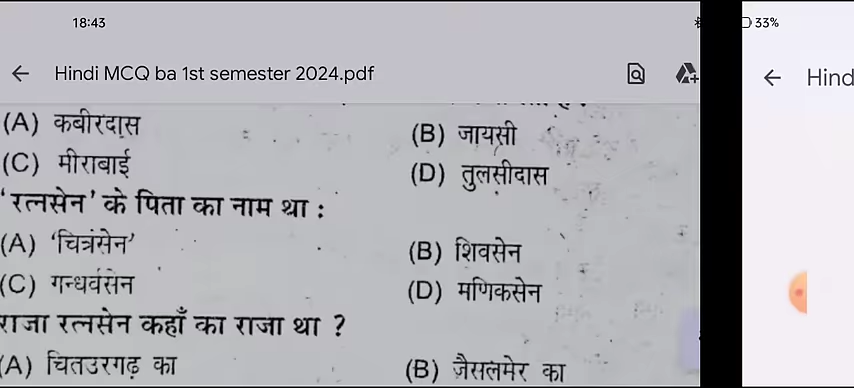 18:43
33%
Hindi MCQ ba 1st semester 2024.pdf
Hind
(A) कबीरदास
(B) जायसी
(C) मीराबाई
(D) तुलसीदास
'रत्नसेन' के पिता का नाम था :
(A) 'चित्रसेन'
(B) शिवसेन
(C) गन्धर्वसेन
(D) मणिकसेन
राजा रत्नसेन कहाँ का राजा था ?
(A) चितउरगढ़ का
(B) जैसलमेर का